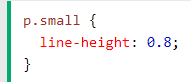 p.small {
  line-height: 0.8;
}